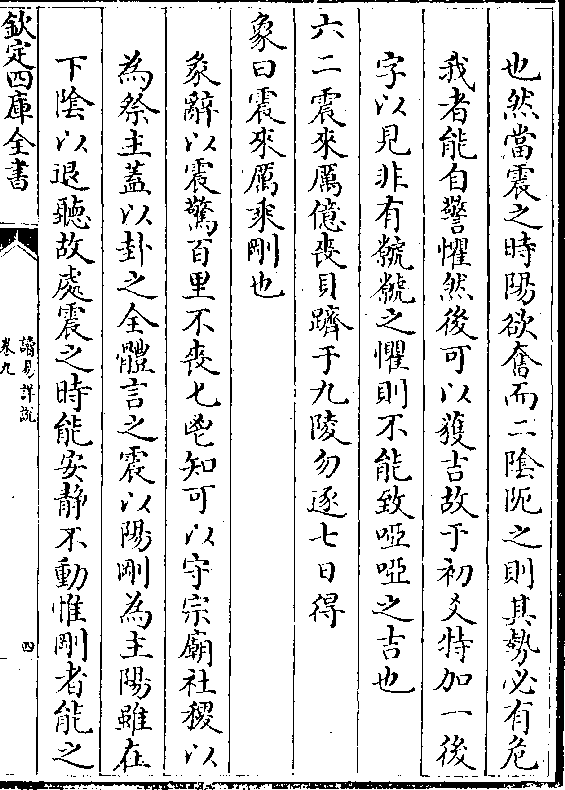 也然當震之時陽欲奮而二陰阨之則其勢必有危
我者能自警懼然後可以獲吉故于初爻特加一後
字以見非有虩虩之懼則不能致啞啞之吉也
六二震來厲億喪貝躋于九陵勿逐七日得
象曰震來厲乘剛也
彖辭以震驚百里不喪匕鬯知可以守宗廟社稷以
為祭主蓋以卦之全體言之震以陽剛為主陽雖在
下陰以退聽故處震之時能安静不動惟剛者能之
欽定四庫全書
讀易詳說
卷九
四